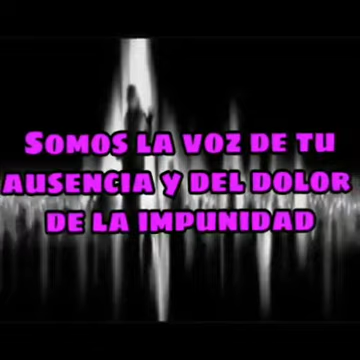 Somos la voz de tu
ausencia y del dolor
de la impunidad